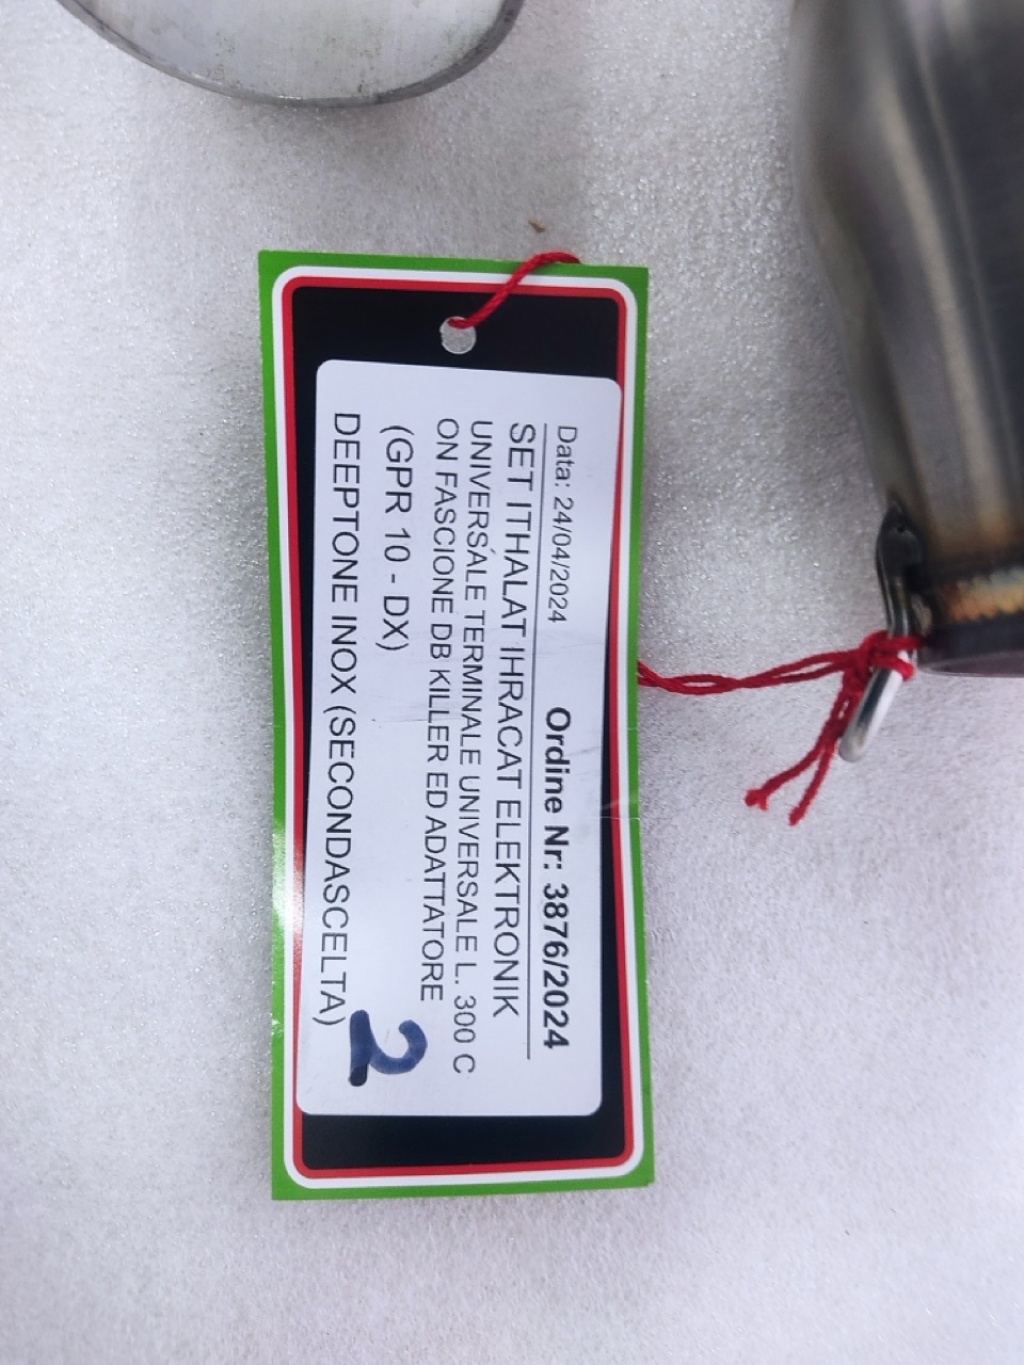 Data: 24/04/2024 Ordine Nr: 3876/2024
SET ITHALAT IHRACAT ELEKTRONIK
UNIVERSALE TERMINALE UNIVERSALE L. 300 C
ON FASCIONE DB KILLER ED ADATTATORE
(GPR 10 - DX)
DEEPTONE INOX (SECONDASCELTA)
2